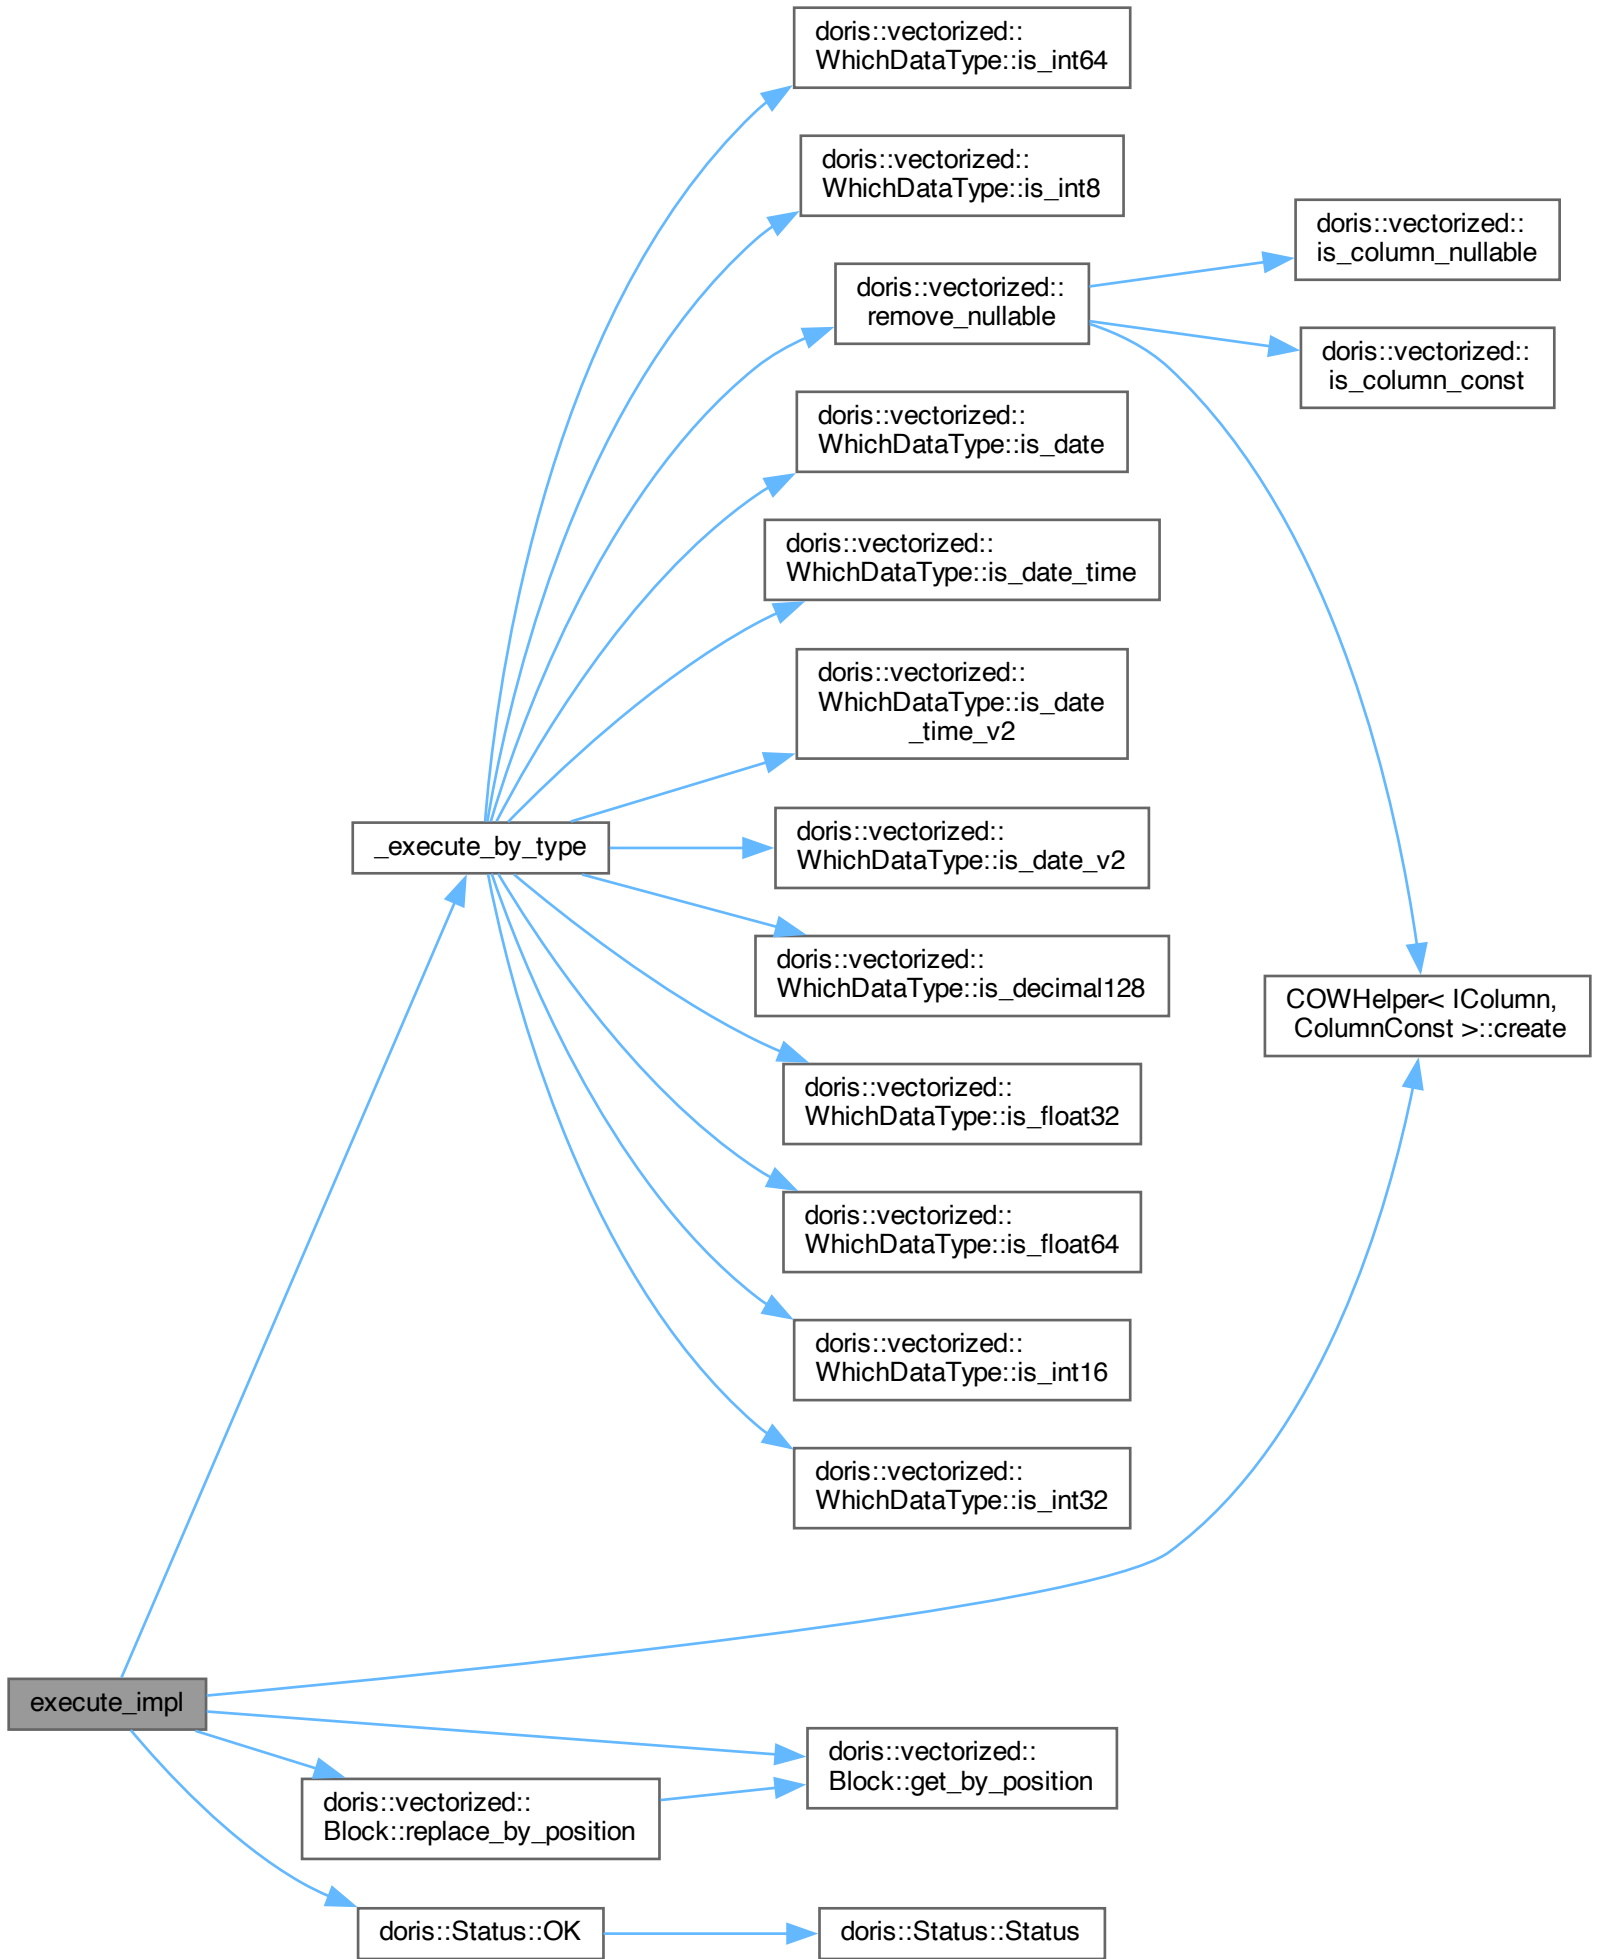 doris::vectorized::
WhichDataType::is_int64
doris::vectorized::
WhichDataType::is_int8
doris::vectorized::
is_column_nullable
doris::vectorized::
remove_nullable
doris::vectorized::
is_column_const
doris::vectorized::
WhichDataType::is_date
doris::vectorized::
WhichDataType::is_date_time
doris::vectorized::
WhichDataType::is_date
_time_v2
_execute_by_type
doris::vectorized::
WhichDataType::is_date_v2
doris::vectorized::
WhichDataType::is_decimal128
COWHelper< IColumn,
ColumnConst >::create
doris::vectorized::
WhichDataType::is_float32
doris::vectorized::
WhichDataType::is_float64
doris::vectorized::
WhichDataType::is_int16
doris::vectorized::
WhichDataType::is_int32
execute_impl
doris::vectorized::
Block::get_by_position
doris::vectorized::
Block::replace_by_position
doris::Status::OK
doris::Status::Status